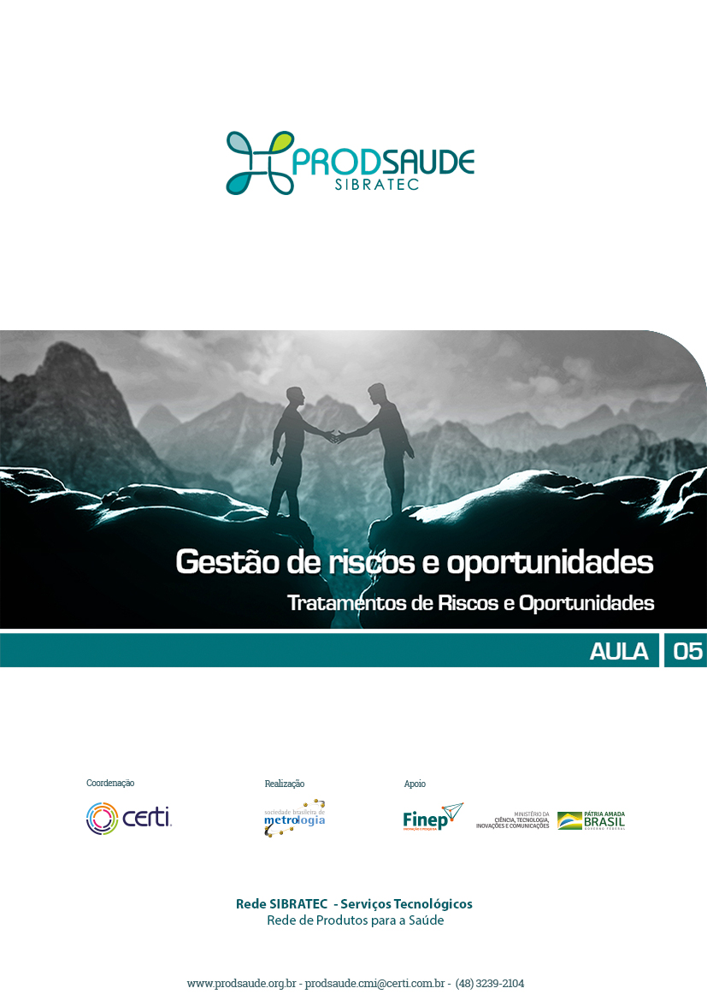 PRODSAUDE
SIBRATEC
Gestão de riscos e oportunidades
Tratamentos de Riscos e Oportunidades
AULA 05
Coordenação
Realização
Apoio
certi
sociedade brasileira de
metrologia
Finep
INOVAÇÃO E PESQUISA
MINISTÉRIO DA
CIÊNCIA, TECNOLOGIA,
INOVAÇÕES E COMUNICAÇÕES
PÁTRIA AMADA
BRASIL
GOVERNO FEDERAL
Rede SIBRATEC - Serviços Tecnológicos
Rede de Produtos para a Saúde
www.prodsaude.org.br - prodsaude.cmi@certi.com.br - (48) 3239-2104